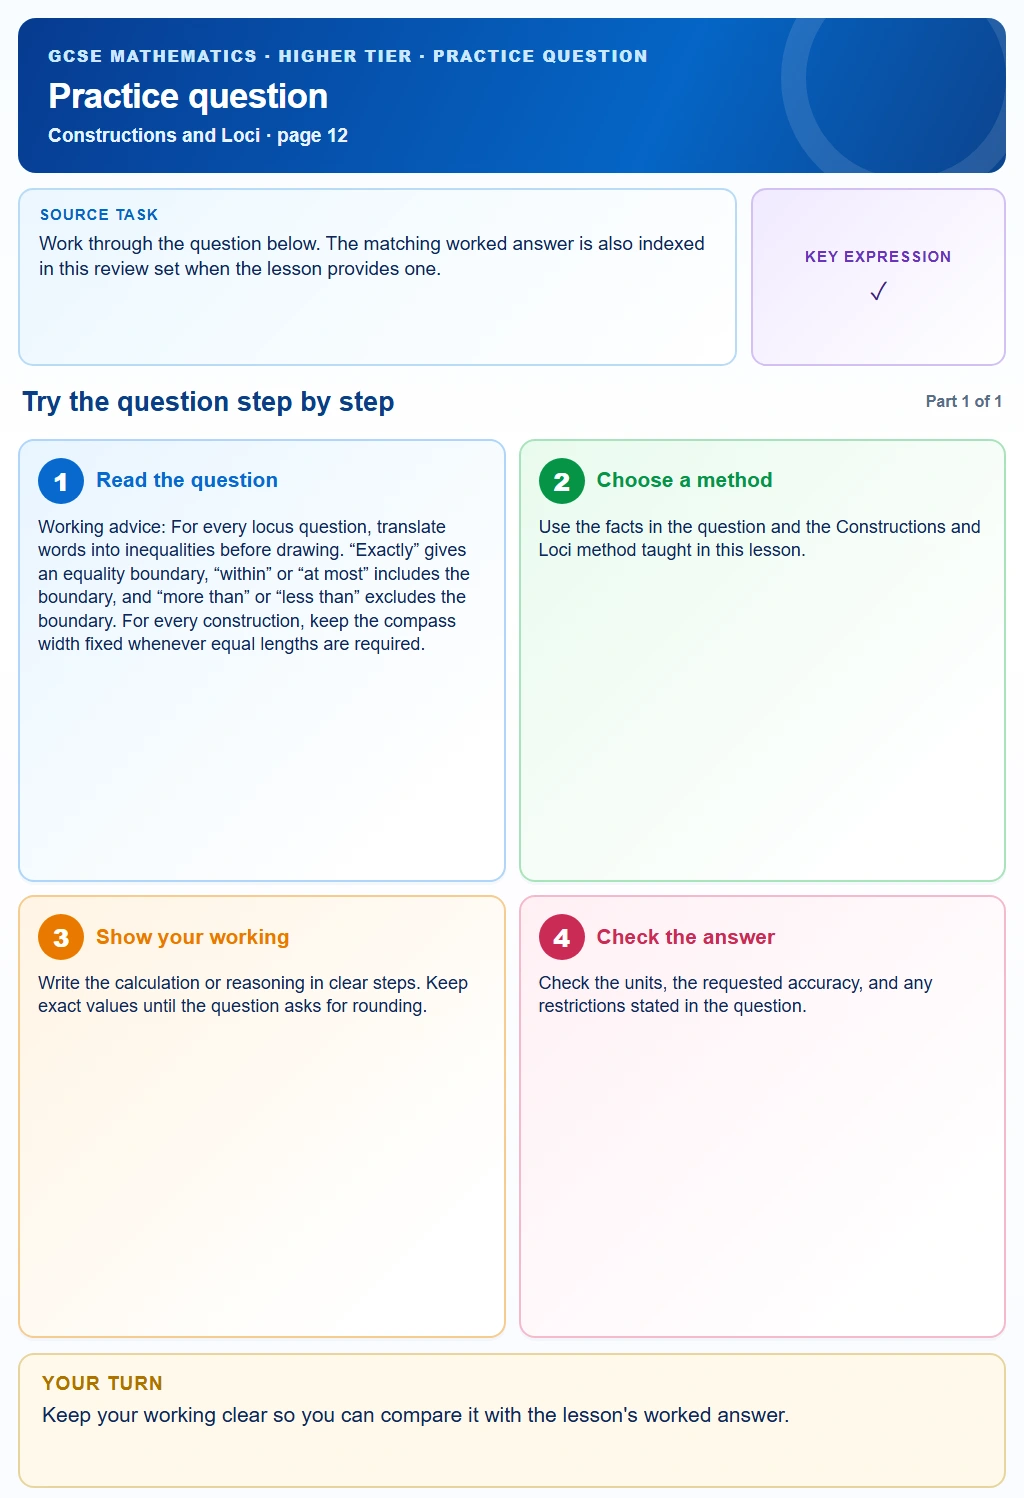 GCSE MATHEMATICS · HIGHER TIER · PRACTICE QUESTION
Practice question
Constructions and Loci · page 12
SOURCE TASK
Work through the question below. The matching worked answer is also indexed
in this review set when the lesson provides one.
KEY EXPRESSION
✓
Try the question step by step
Part 1 of 1
1 Read the question
Working advice: For every locus question, translate
words into inequalities before drawing. “Exactly” gives
an equality boundary, “within” or “at most” includes the
boundary, and “more than” or “less than” excludes the
boundary. For every construction, keep the compass
width fixed whenever equal lengths are required.
2 Choose a method
Use the facts in the question and the Constructions and
Loci method taught in this lesson.
3 Show your working
Write the calculation or reasoning in clear steps. Keep
exact values until the question asks for rounding.
4 Check the answer
Check the units, the requested accuracy, and any
restrictions stated in the question.
YOUR TURN
Keep your working clear so you can compare it with the lesson's worked answer.